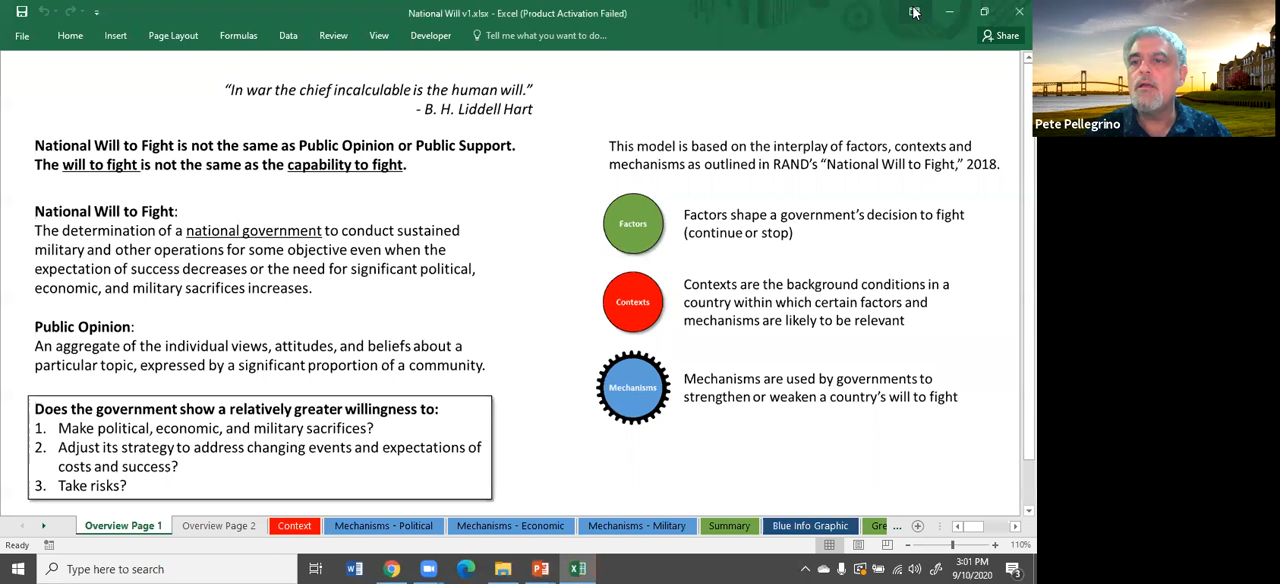 National Will v1.xlsx - Excel (Product Activation Failed)
File Home Insert Page Layout Formulas Data Review View Developer Tell me what you want to do... Share
“In war the chief incalculable is the human will.”
- B. H. Liddell Hart
National Will to Fight is not the same as Public Opinion or Public Support.
The will to fight is not the same as the capability to fight.
National Will to Fight:
The determination of a national government to conduct sustained
military and other operations for some objective even when the
expectation of success decreases or the need for significant political,
economic, and military sacrifices increases.
Public Opinion:
An aggregate of the individual views, attitudes, and beliefs about a
particular topic, expressed by a significant proportion of a community.
Does the government show a relatively greater willingness to:
1. Make political, economic, and military sacrifices?
2. Adjust its strategy to address changing events and expectations of
costs and success?
3. Take risks?
This model is based on the interplay of factors, contexts and
mechanisms as outlined in RAND’s “National Will to Fight,” 2018.
Factors
Factors shape a government’s decision to fight
(continue or stop)
Contexts
Contexts are the background conditions in a
country within which certain factors and
mechanisms are likely to be relevant
Mechanisms
Mechanisms are used by governments to
strengthen or weaken a country’s will to fight
Pete Pellegrino
Overview Page 1 Overview Page 2 Context Mechanisms - Political Mechanisms - Economic Mechanisms - Military Summary Blue Info Graphic Gre ...
Ready 110%
Type here to search
3:01 PM
9/10/2020
3